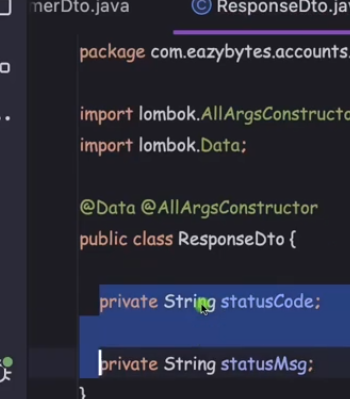 merDto.java
ResponseDto.ja
package com.eazybytes.accounts.
import lombok.AllArgsConstructo
import lombok.Data;
@Data @AllArgsConstructor
public class ResponseDto {
private String statusCode;
private String statusMsg;
}